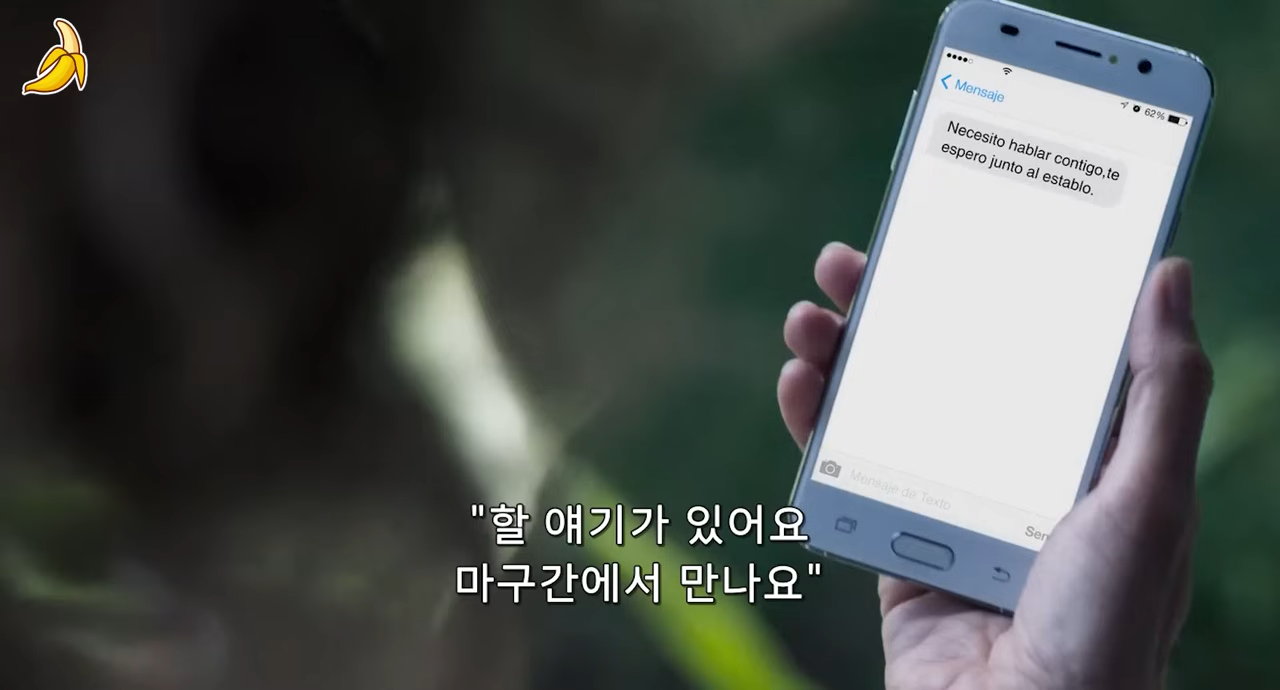 Mensaje
62%
Necesito hablar contigo,te
espero junto al establo.
Mensaje de Texto
Sen
"할 얘기가 있어요
마구간에서 만나요"